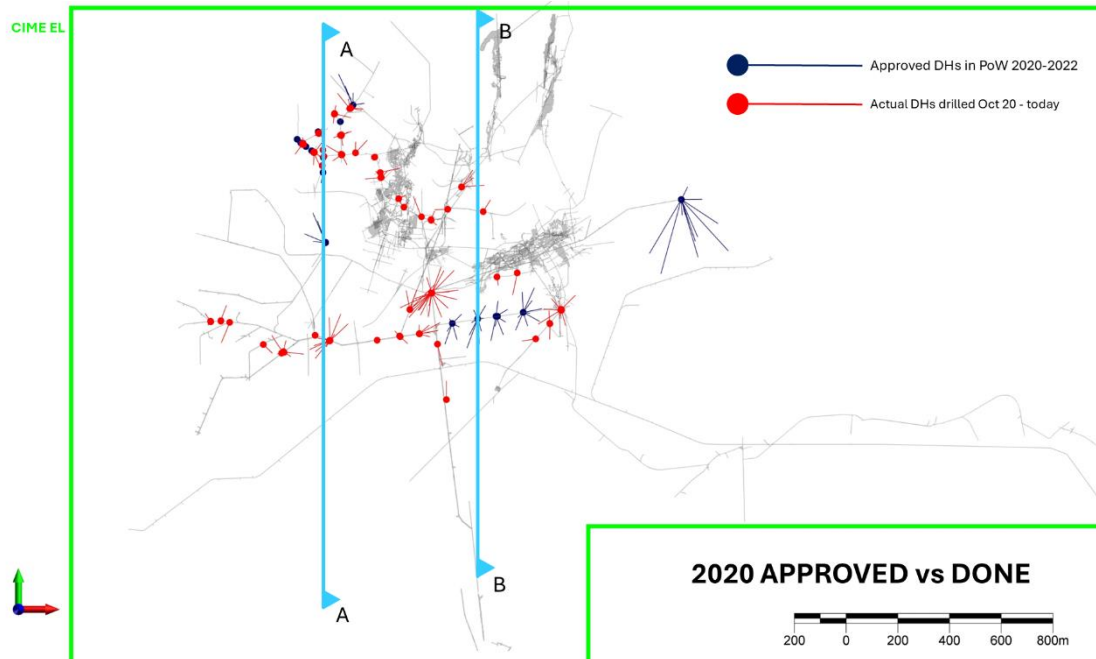 CIME EL
A
B
Approved DHs in PoW 2020-2022
Actual DHs drilled Oct 20 - today
B
A
2020 APPROVED vs DONE
200 0 200 400 600 800m